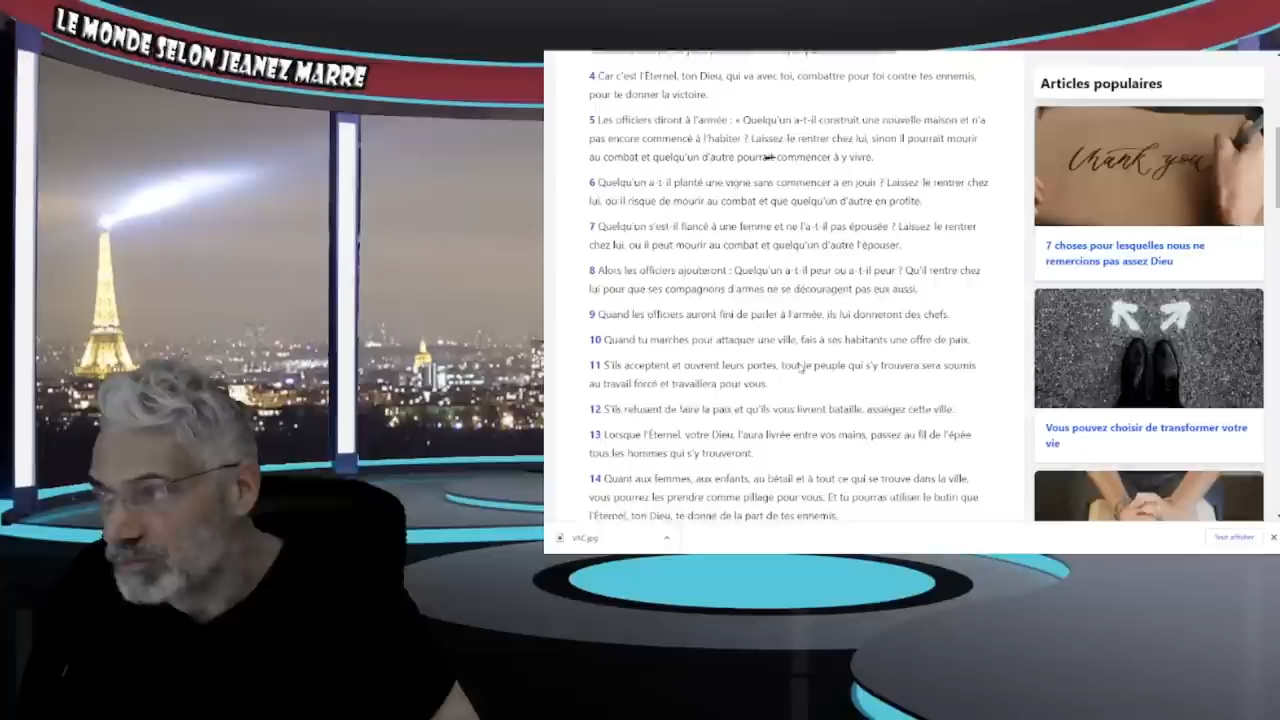 LE MONDE SELON JEANEZ MARRE
4 Car c'est l'Éternel, ton Dieu, qui va avec toi, combattre pour toi contre tes ennemis,
pour te donner la victoire.
5 Les officiers diront à l'armée : « Quelqu'un a-t-il construit une nouvelle maison et n'a
pas encore commencé à l'habiter ? Laissez-le rentrer chez lui, sinon il pourrait mourir
au combat et quelqu'un d'autre pourrait commencer à y vivre.
6 Quelqu'un a-t-il planté une vigne sans commencer à en jouir ? Laissez-le rentrer chez
lui, ou il risque de mourir au combat et que quelqu'un d'autre en profite.
7 Quelqu'un s'est-il fiancé à une femme et ne l'a-t-il pas épousée ? Laissez-le rentrer
chez lui, ou il peut mourir au combat et quelqu'un d'autre l'épouser.
8 Alors les officiers ajouteront : Quelqu'un a-t-il peur ou a-t-il peur ? Qu'il rentre chez
lui pour que ses compagnons d'armes ne se découragent pas eux aussi.
9 Quand les officiers auront fini de parler à l'armée, ils lui donneront des chefs.
10 Quand tu marches pour attaquer une ville, fais à ses habitants une offre de paix.
11 S'ils acceptent et ouvrent leurs portes, tout le peuple qui s'y trouvera sera soumis
au travail forcé et travaillera pour vous.
12 S'ils refusent de faire la paix et qu'ils vous livrent bataille, assiégez cette ville.
13 Lorsque l'Éternel, votre Dieu, l'aura livrée entre vos mains, passez au fil de l'épée
tous les hommes qui s'y trouveront.
14 Quant aux femmes, aux enfants, au bétail et à tout ce qui se trouve dans la ville,
vous pourrez les prendre comme pillage pour vous. Et tu pourras utiliser le butin que
l'Éternel, ton Dieu, te donne de la part de tes ennemis.
Articles populaires
thank you
7 choses pour lesquelles nous ne
remercions pas assez Dieu
Vous pouvez choisir de transformer votre
vie
VAC.jpg
Tout afficher